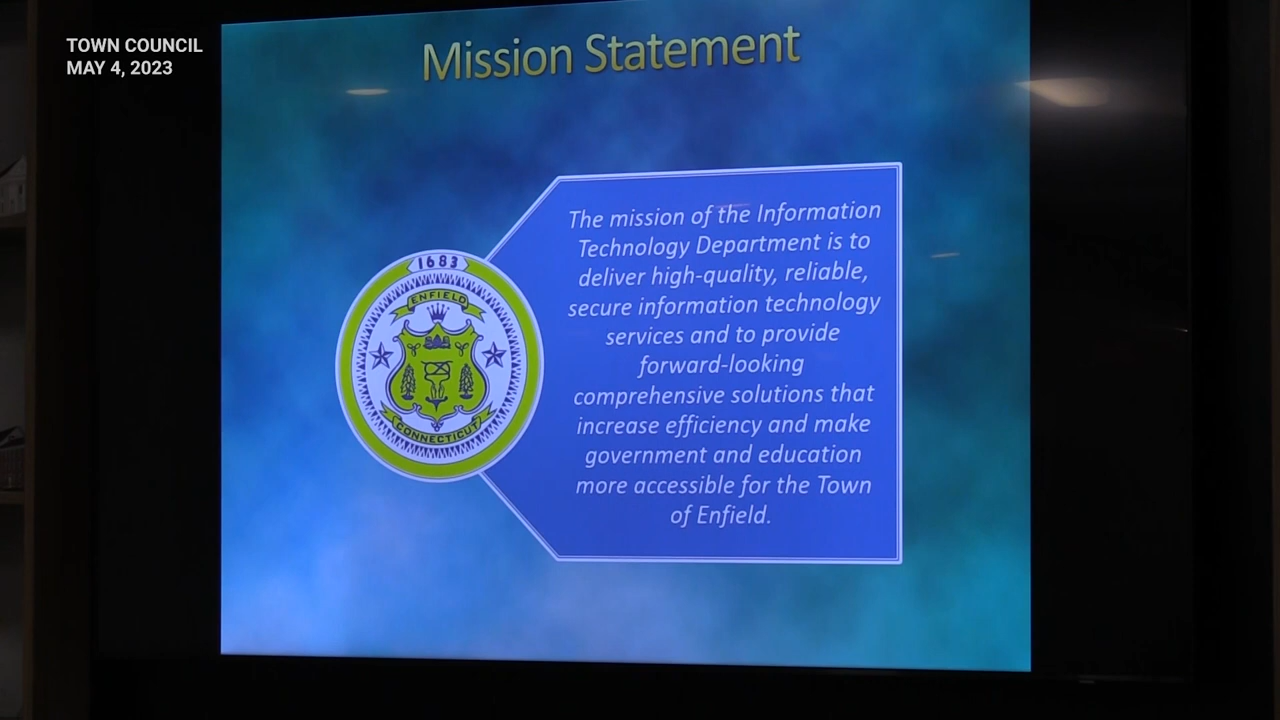 TOWN COUNCIL
MAY 4, 2023
Mission Statement
The mission of the Information
Technology Department is to
deliver high-quality, reliable,
secure information technology
services and to provide
forward-looking
comprehensive solutions that
increase efficiency and make
government and education
more accessible for the Town
of Enfield.
1683
ENFIELD
CONNECTICUT